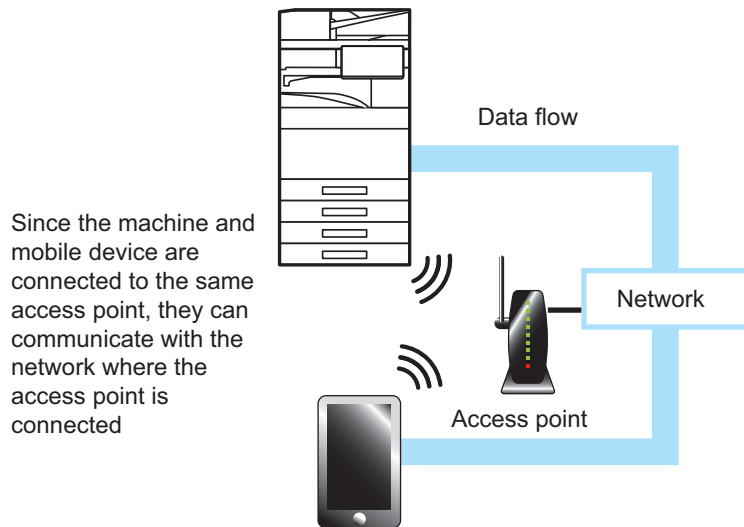 Data flow
Since the machine and
mobile device are
connected to the same
access point, they can
communicate with the
network where the
access point is
connected
Network
Access point